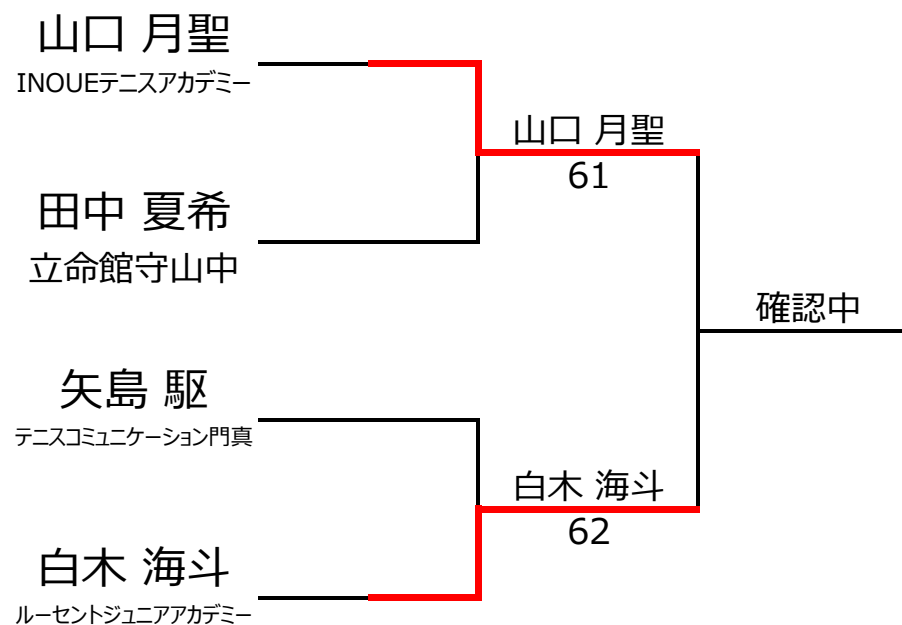 山口 月聖
INOUEテニスアカデミー
山口 月聖
61
田中 夏希
立命館守山中
確認中
矢島 駆
テニスコミュニケーション門真
白木 海斗
62
白木 海斗
ルーセントジュニアアカデミー